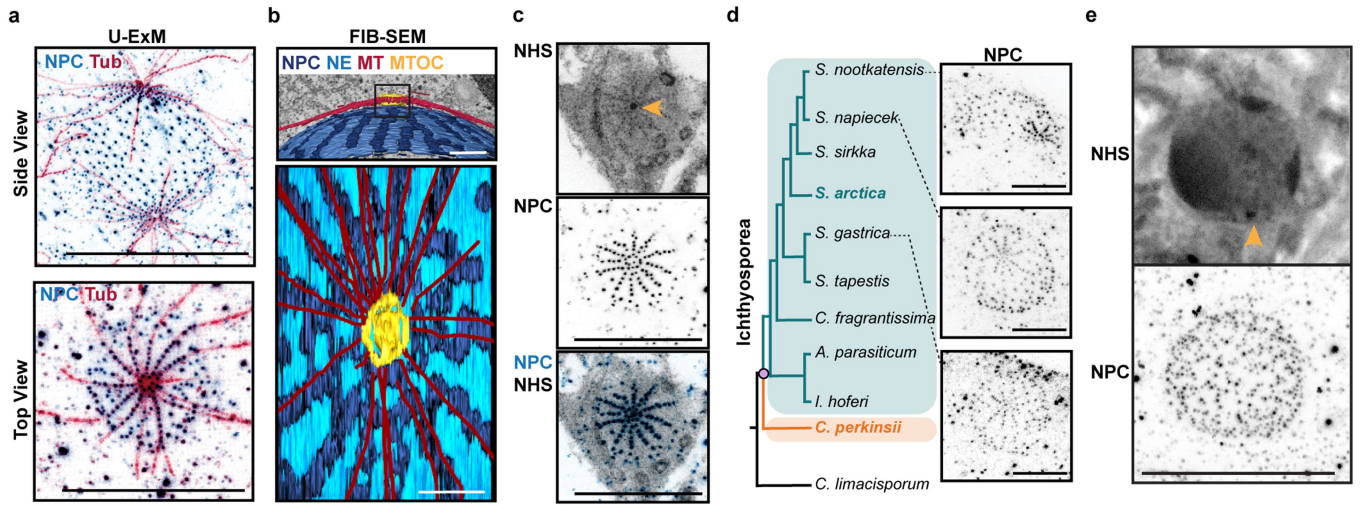 a
U-ExM
NPC Tub
Side View
NPC Tub
Top View
b
FIB-SEM
NPC NE MT MTOC
c
NHS
NPC
NPC
NHS
d
NPC
Ichthyosporea
S. nootkatensis
S. napiecek
S. sirkka
S. arctica
S. gastrica
S. tapestis
C. fragrantissima
A. parasiticum
I. hoferi
C. perkinsii
C. limacisporum
e
NHS
NPC